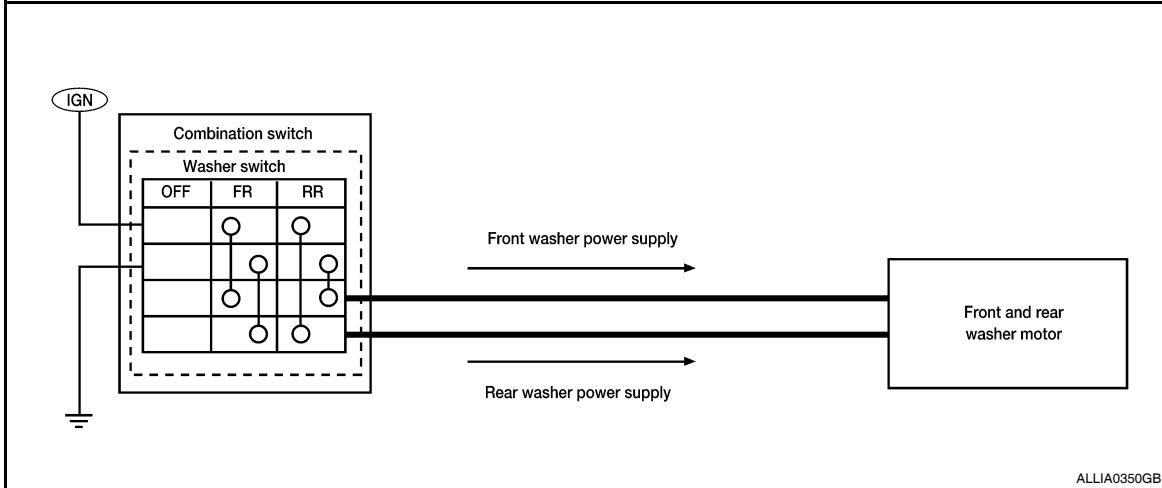 IGN
Combination switch
Washer switch
OFF FR RR
Front washer power supply
Front and rear
washer motor
Rear washer power supply
ALLIA0350GB